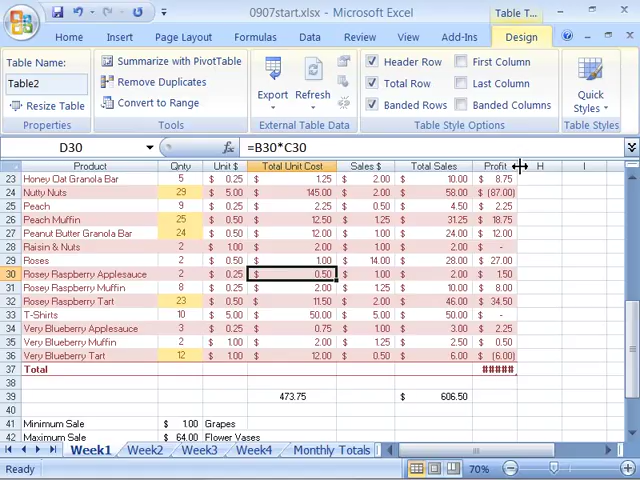 0907start.xlsx - Microsoft Excel
Table T...
Home Insert Page Layout Formulas Data Review View Add-Ins Design
Table Name:
Table2
Resize Table
Properties
Summarize with PivotTable
Remove Duplicates
Convert to Range
Tools
Export
Refresh
External Table Data
Header Row
Total Row
Banded Rows
First Column
Last Column
Banded Columns
Table Style Options
Quick
Styles
Table Styles
D30 fx =B30*C30
Product Qnty Unit $ Total Unit Cost Sales $ Total Sales Profit H I
23 Honey Oat Granola Bar 5 $ 0.25 $ 1.25 $ 2.00 $ 10.00 $ 8.75
24 Nutty Nuts 29 $ 5.00 $ 145.00 $ 2.00 $ 58.00 $ (87.00)
25 Peach 9 $ 0.25 $ 2.25 $ 0.50 $ 4.50 $ 2.25
26 Peach Muffin 25 $ 0.50 $ 12.50 $ 1.25 $ 31.25 $ 18.75
27 Peanut Butter Granola Bar 24 $ 0.50 $ 12.00 $ 1.00 $ 24.00 $ 12.00
28 Raisin & Nuts 2 $ 1.00 $ 2.00 $ 1.00 $ 2.00 $ -
29 Roses 2 $ 0.50 $ 1.00 $ 14.00 $ 28.00 $ 27.00
30 Rosey Raspberry Applesauce 2 $ 0.25 $ 0.50 $ 1.00 $ 2.00 $ 1.50
31 Rosey Raspberry Muffin 8 $ 0.25 $ 2.00 $ 1.25 $ 10.00 $ 8.00
32 Rosey Raspberry Tart 23 $ 0.50 $ 11.50 $ 2.00 $ 46.00 $ 34.50
33 T-Shirts 10 $ 5.00 $ 50.00 $ 5.00 $ 50.00 $ -
34 Very Blueberry Applesauce 3 $ 0.25 $ 0.75 $ 1.00 $ 3.00 $ 2.25
35 Very Blueberry Muffin 2 $ 1.00 $ 2.00 $ 1.25 $ 2.50 $ 0.50
36 Very Blueberry Tart 12 $ 1.00 $ 12.00 $ 0.50 $ 6.00 $ (6.00)
37 Total #####
38
39 473.75 $ 606.50
40
41 Minimum Sale $ 1.00 Grapes
42 Maximum Sale $ 64.00 Flower Vases
Week1 Week2 Week3 Week4 Monthly Totals
Ready 70%